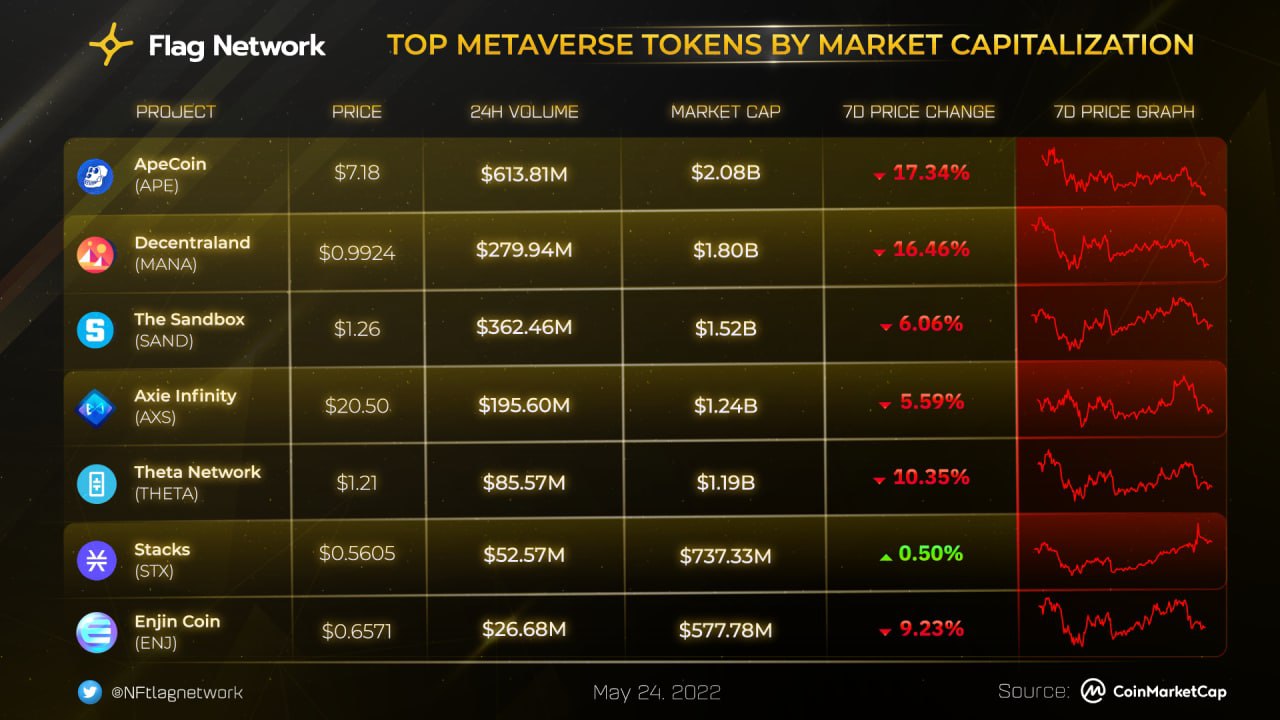 Flag Network
TOP METAVERSE TOKENS BY MARKET CAPITALIZATION
PROJECT PRICE 24H VOLUME MARKET CAP 7D PRICE CHANGE 7D PRICE GRAPH
ApeCoin
(APE) $7.18 $613.81M $2.08B 17.34%
Decentraland
(MANA) $0.9924 $279.94M $1.80B 16.46%
The Sandbox
(SAND) $1.26 $362.46M $1.52B 6.06%
Axie Infinity
(AXS) $20.50 $195.60M $1.24B 5.59%
Theta Network
(THETA) $1.21 $85.57M $1.19B 10.35%
Stacks
(STX) $0.5605 $52.57M $737.33M 0.50%
Enjin Coin
(ENJ) $0.6571 $26.68M $577.78M 9.23%
@NFtlagnetwork May 24. 2022 Source: CoinMarketCap